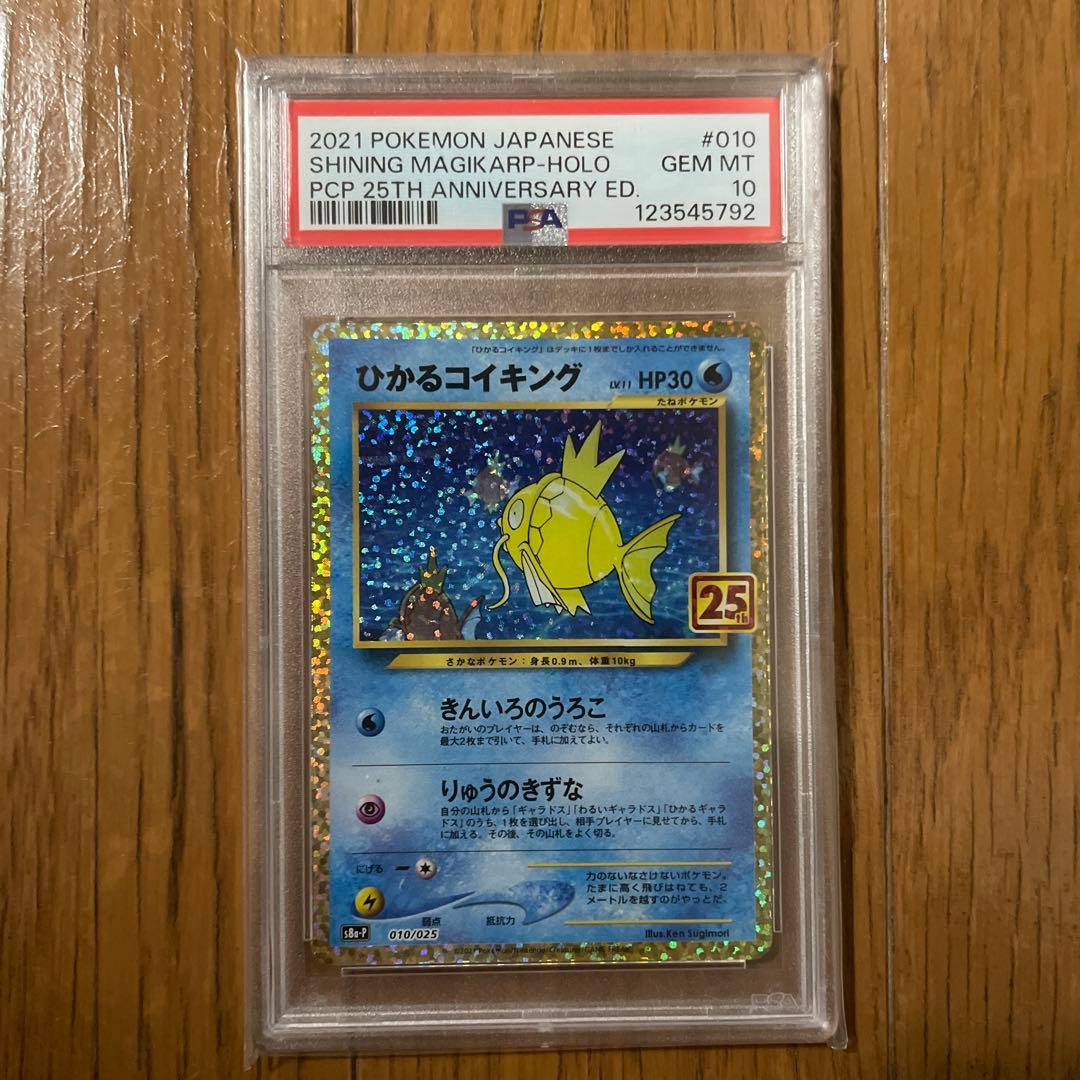 2021 POKEMON JAPANESE #010
SHINING MAGIKARP-HOLO GEM MT
PCP 25TH ANNIVERSARY ED. 10
PSA 123545792
「ひかるコイキング」はデッキに1枚までしか入れることができません。
ひかるコイキング LV.11 HP30
たねポケモン
25th
さかなポケモン：身長0.9m、体重10kg
きんいろのうろこ
おたがいのプレイヤーは、のぞむなら、それぞれの山札からカードを
最大2枚まで引いて、手札に加えてよい。
りゅうのきずな
自分の山札から「ギャラドス」「わるいギャラドス」「ひかるギャラ
ドス」のうち、1枚を選び出し、相手プレイヤーに見せてから、手札
に加える。その後、その山札をよく切る。
にげる
力のないなさけないポケモン。
たまに高く飛びはねても、2
メートルを越すのがやっとだ。
弱点 抵抗力
s8a-P 010/025 Illus.Ken Sugimori
©2021 Pokémon/Nintendo/Creatures/GAME FREAK
PSA